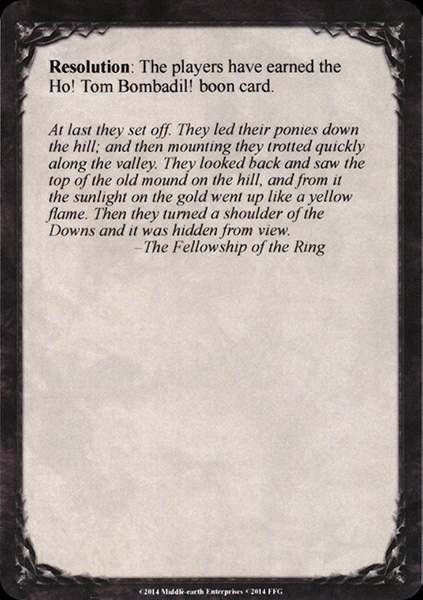 Resolution: The players have earned the
Ho! Tom Bombadil! boon card.
At last they set off. They led their ponies down
the hill; and then mounting they trotted quickly
along the valley. They looked back and saw the
top of the old mound on the hill, and from it
the sunlight on the gold went up like a yellow
flame. Then they turned a shoulder of the
Downs and it was hidden from view.
–The Fellowship of the Ring
©2014 Middle-earth Enterprises ©2014 FFG